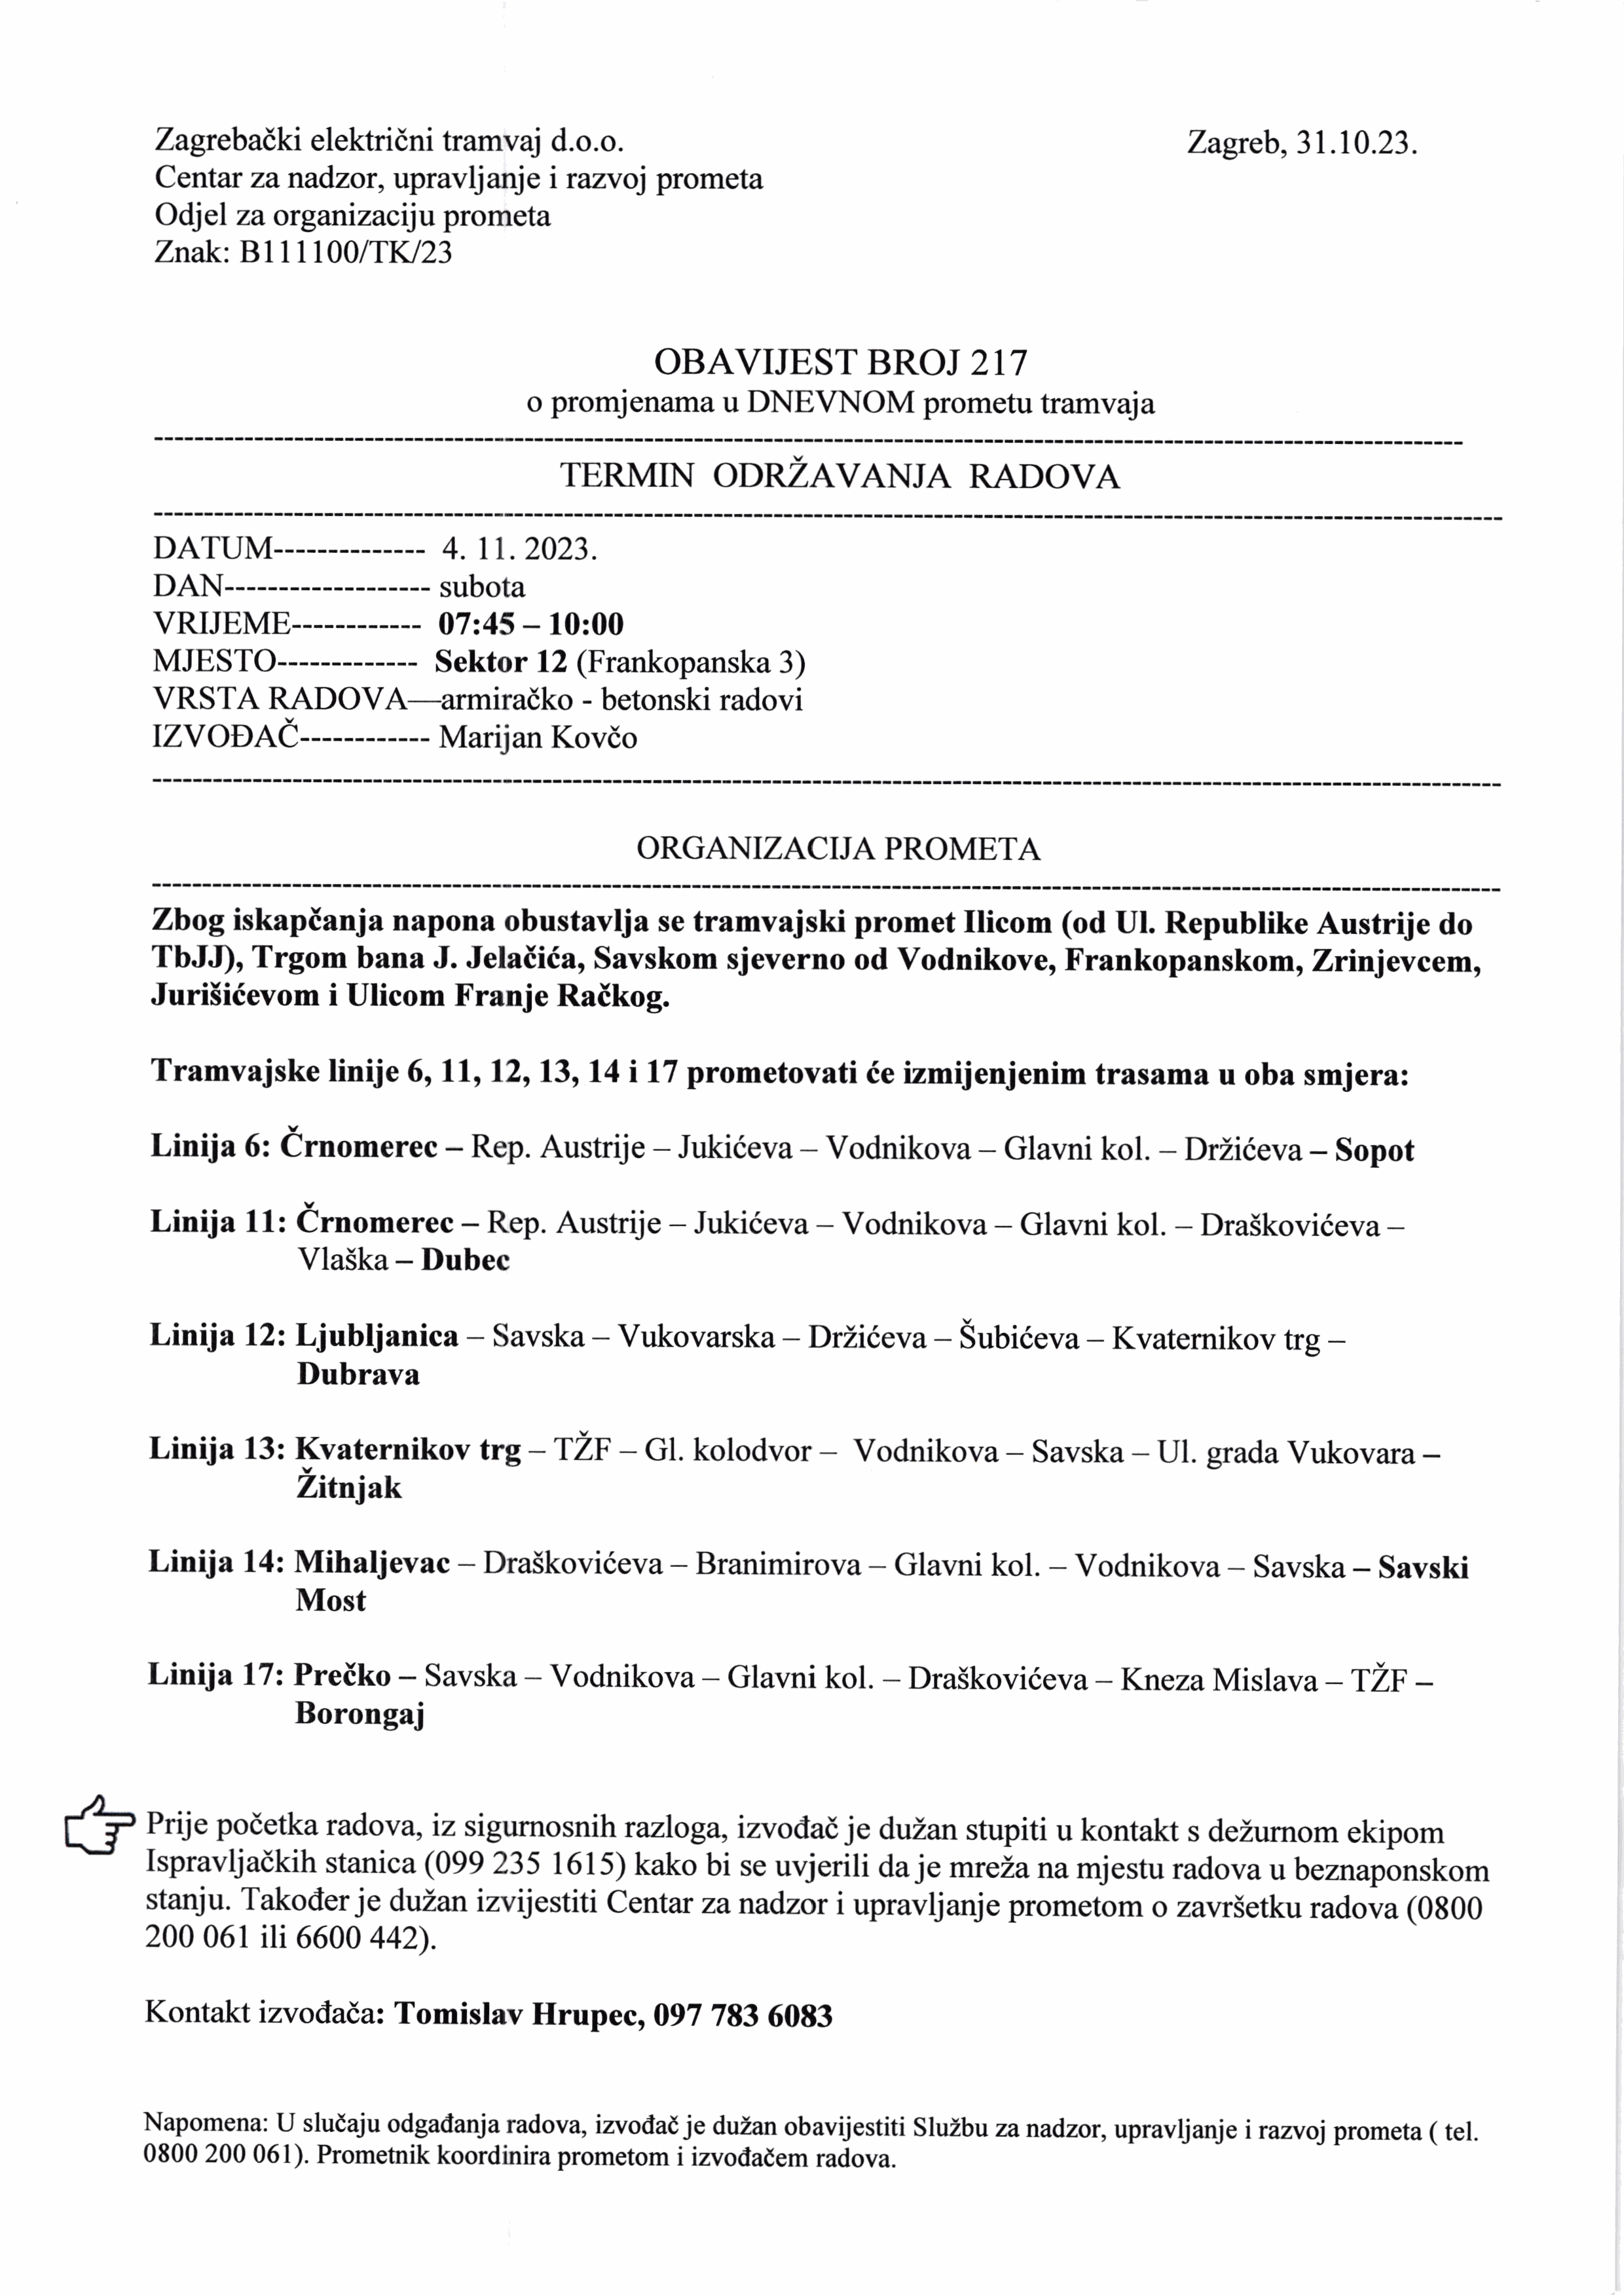 Zagrebački električni tramvaj d.o.o.
Zagreb, 31.10.23.
Centar za nadzor, upravljanje i razvoj prometa
Odjel za organizaciju prometa
Znak: B111100/TK/23
OBAVIJEST BROJ 217
o promjenama u DNEVNOM prometu tramvaja
TERMIN ODRŽAVANJA RADOVA
DATUM-------------- 4. 11. 2023.
DAN------------------- subota
VRIJEME------------ 07:45 – 10:00
MJESTO------------- Sektor 12 (Frankopanska 3)
VRSTA RADOVA—armiračko - betonski radovi
IZVOĐAČ------------ Marijan Kovčo
ORGANIZACIJA PROMETA
Zbog iskapčanja napona obustavlja se tramvajski promet Ilicom (od Ul. Republike Austrije do
TbJJ), Trgom bana J. Jelačića, Savskom sjeverno od Vodnikove, Frankopanskom, Zrinjevcem,
Jurišićevom i Ulicom Franje Račkog.
Tramvajske linije 6, 11, 12, 13, 14 i 17 prometovati će izmijenjenim trasama u oba smjera:
Linija 6: Črnomerec – Rep. Austrije – Jukićeva – Vodnikova – Glavni kol. – Držićeva – Sopot
Linija 11: Črnomerec – Rep. Austrije – Jukićeva – Vodnikova – Glavni kol. – Draškovićeva –
Vlaška – Dubec
Linija 12: Ljubljanica – Savska – Vukovarska – Držićeva – Šubićeva – Kvaternikov trg –
Dubrava
Linija 13: Kvaternikov trg – TŽF – Gl. kolodvor – Vodnikova – Savska – Ul. grada Vukovara –
Žitnjak
Linija 14: Mihaljevac – Draškovićeva – Branimirova – Glavni kol. – Vodnikova – Savska – Savski
Most
Linija 17: Prečko – Savska – Vodnikova – Glavni kol. – Draškovićeva – Kneza Mislava – TŽF –
Borongaj
Prije početka radova, iz sigurnosnih razloga, izvođač je dužan stupiti u kontakt s dežurnom ekipom
Ispravljačkih stanica (099 235 1615) kako bi se uvjerili da je mreža na mjestu radova u beznaponskom
stanju. Također je dužan izvijestiti Centar za nadzor i upravljanje prometom o završetku radova (0800
200 061 ili 6600 442).
Kontakt izvođača: Tomislav Hrupec, 097 783 6083
Napomena: U slučaju odgađanja radova, izvođač je dužan obavijestiti Službu za nadzor, upravljanje i razvoj prometa ( tel.
0800 200 061). Prometnik koordinira prometom i izvođačem radova.